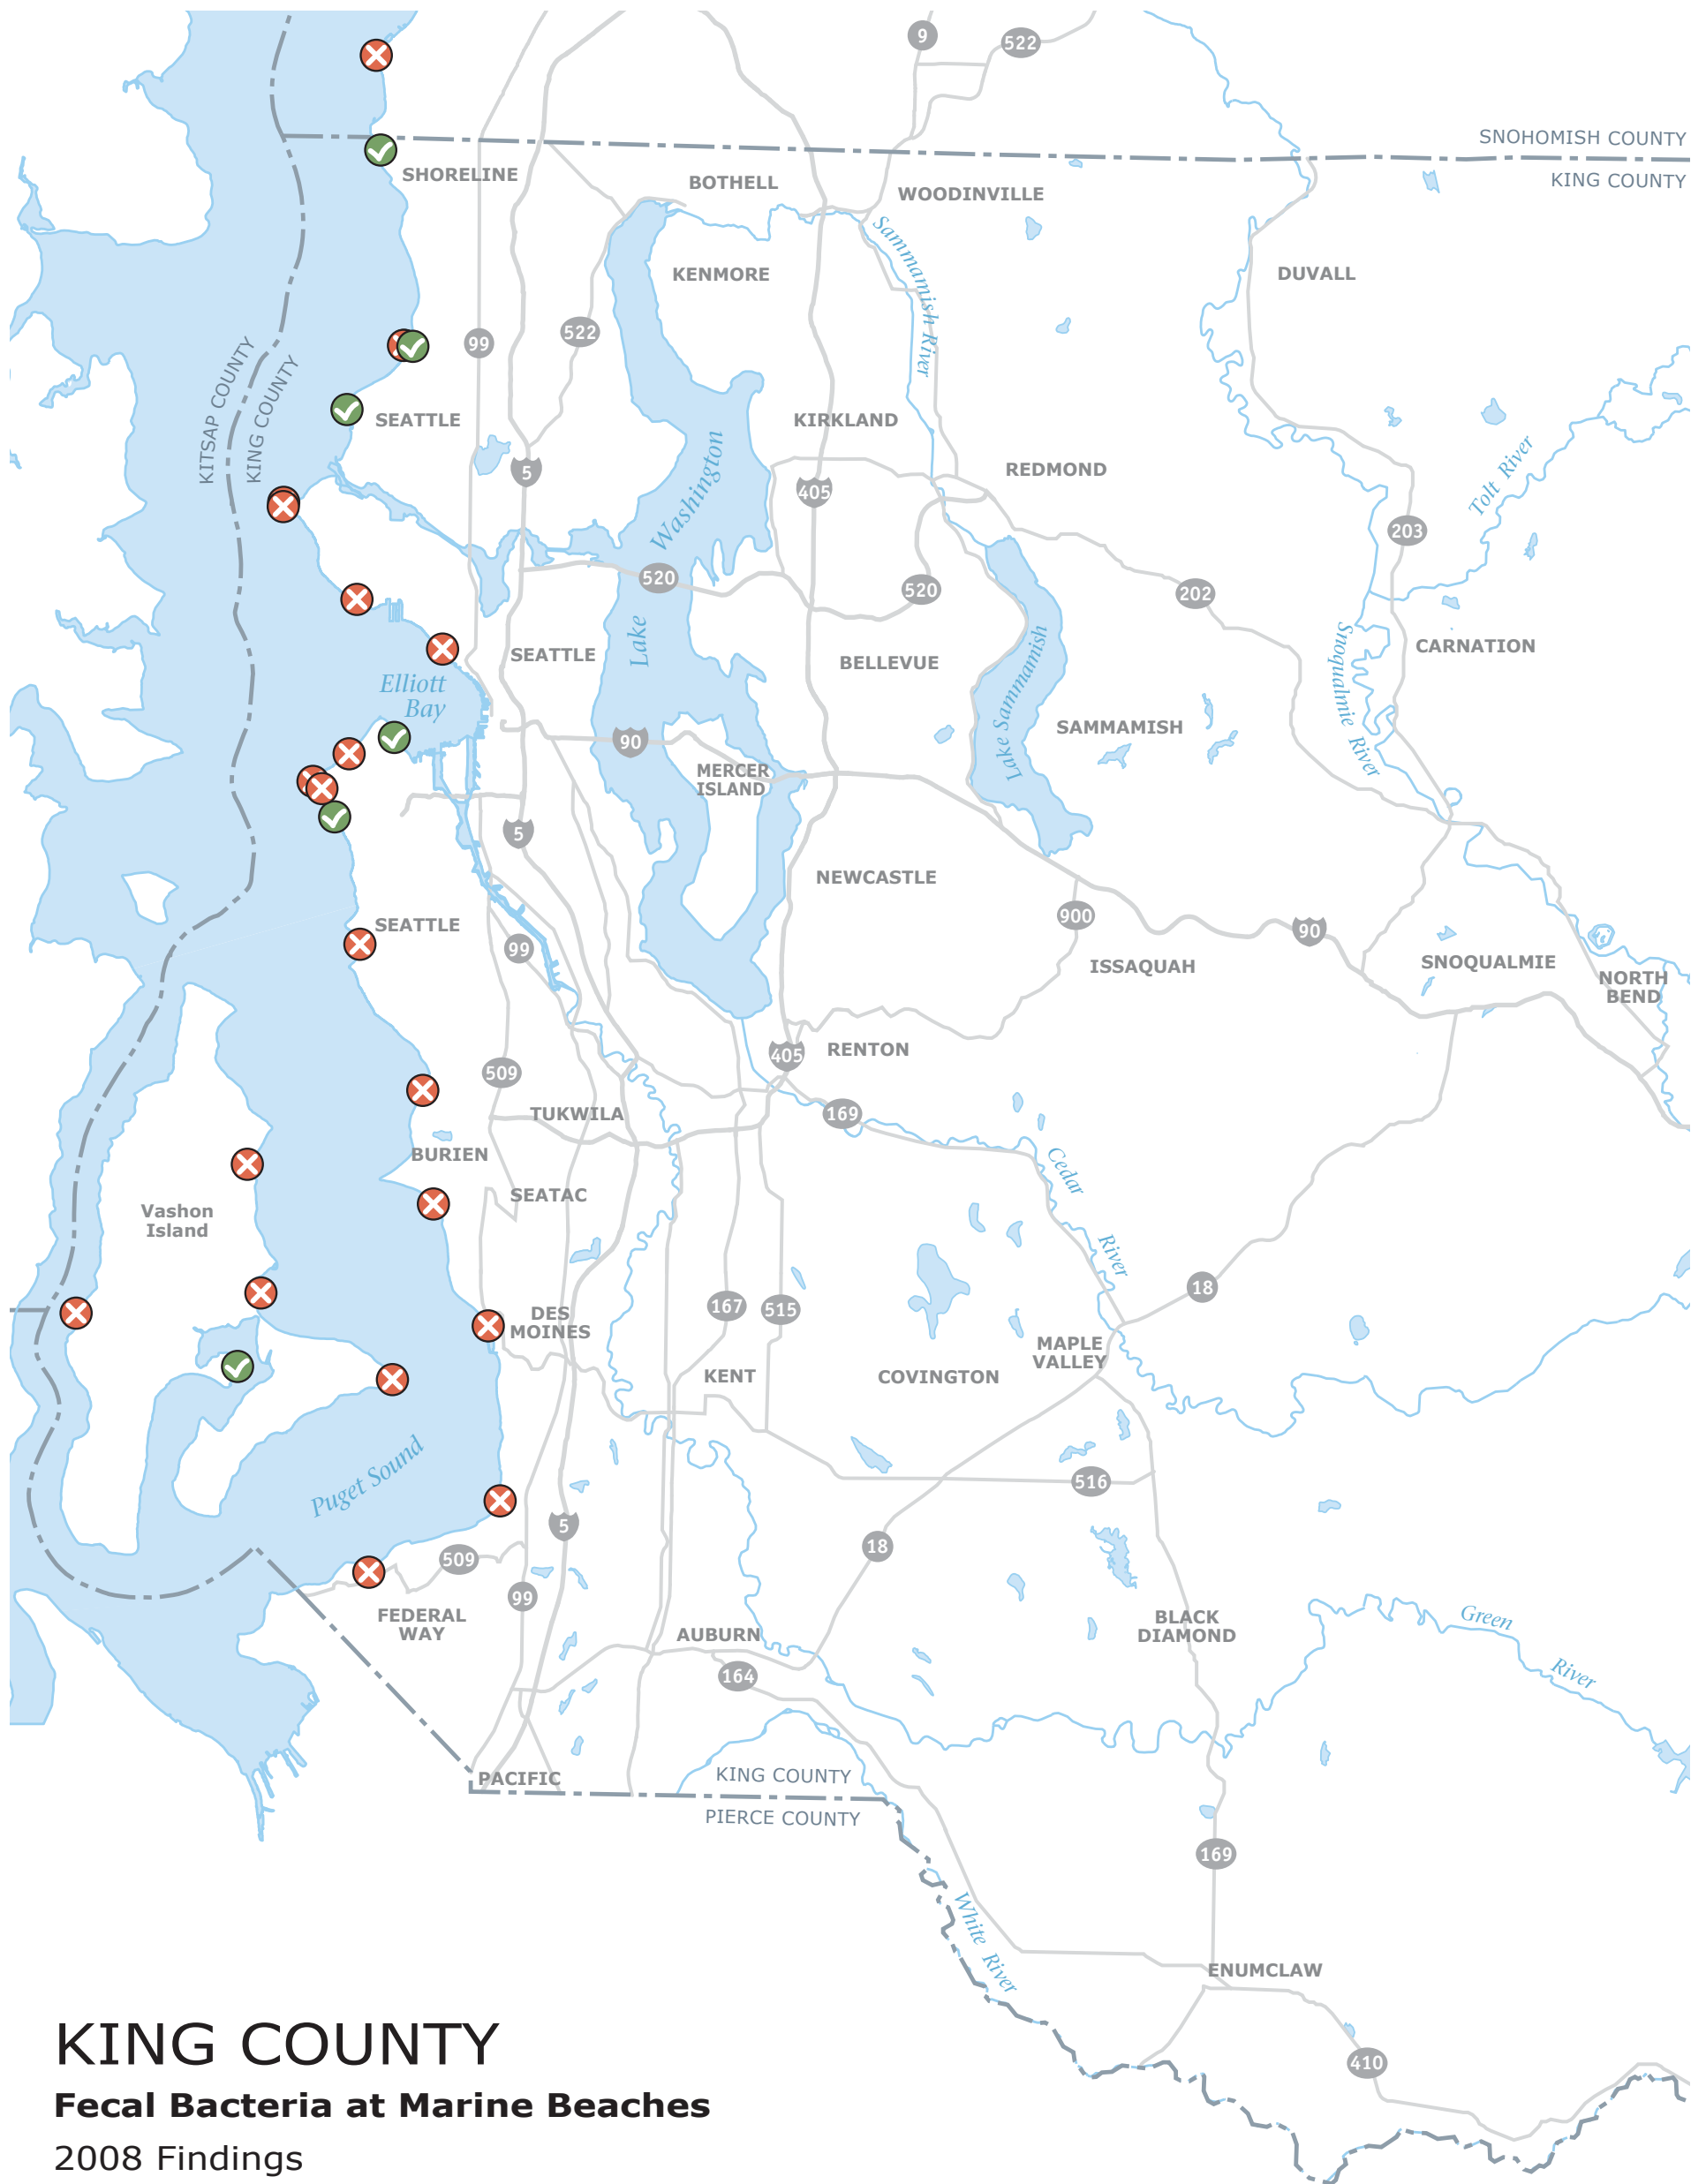 9
522
SNOHOMISH COUNTY
KING COUNTY
SHORELINE
BOTHELL
WOODINVILLE
Sammamish River
KENMORE
DUVALL
99
522
KITSAP COUNTY
KING COUNTY
SEATTLE
KIRKLAND
5
405
REDMOND
Tolt River
203
Lake Washington
520
520
202
SEATTLE
BELLEVUE
Lake Sammamish
Snoqualmie River
CARNATION
Elliott
Bay
SAMMAMISH
90
MERCER
ISLAND
5
NEWCASTLE
900
90
SEATTLE
99
ISSAQUAH
SNOQUALMIE
NORTH
BEND
405
RENTON
509
TUKWILA
169
BURIEN
Cedar River
SEATAC
Vashon
Island
18
167
515
DES
MOINES
MAPLE
VALLEY
KENT
COVINGTON
Puget Sound
516
5
18
509
99
FEDERAL
WAY
AUBURN
BLACK
DIAMOND
Green River
164
PACIFIC
KING COUNTY
PIERCE COUNTY
169
White River
ENUMCLAW
410
KING COUNTY
Fecal Bacteria at Marine Beaches
2008 Findings